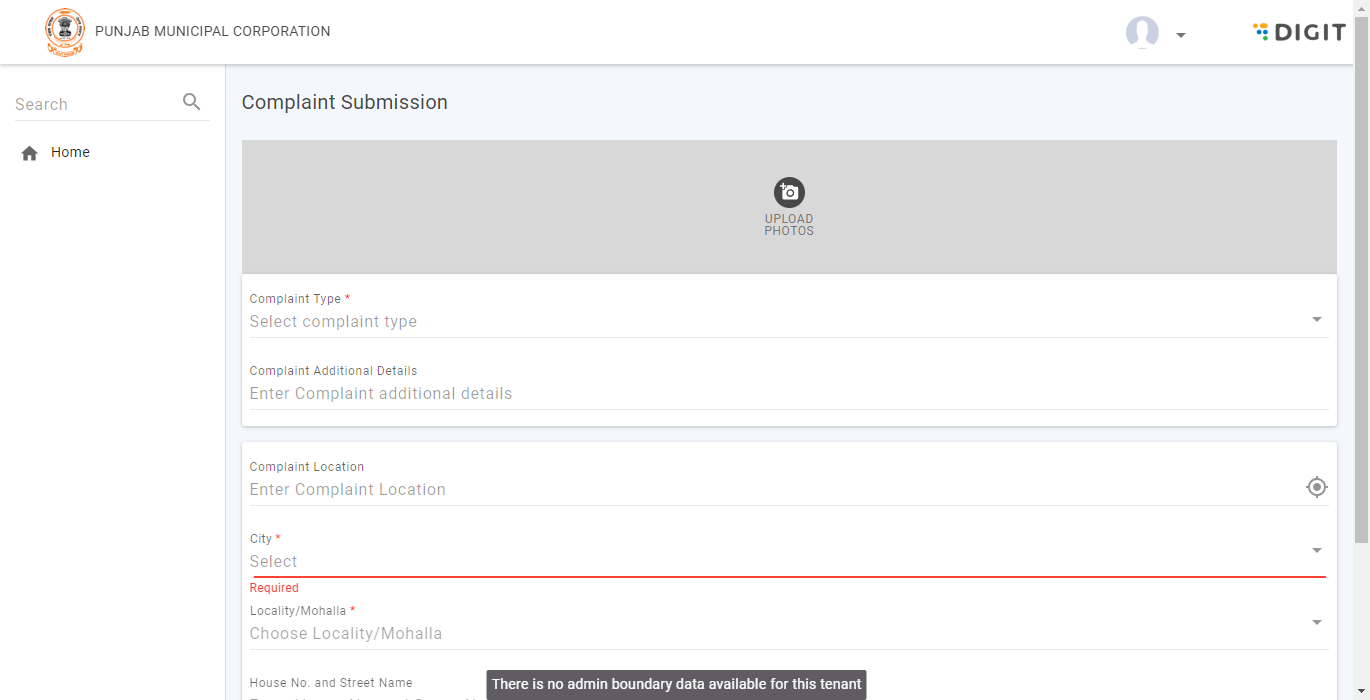 PUNJAB MUNICIPAL CORPORATION
DIGIT
Search
Home
Complaint Submission
UPLOAD
PHOTOS
Complaint Type *
Select complaint type
Complaint Additional Details
Enter Complaint additional details
Complaint Location
Enter Complaint Location
City *
Select
Required
Locality/Mohalla *
Choose Locality/Mohalla
House No. and Street Name
There is no admin boundary data available for this tenant